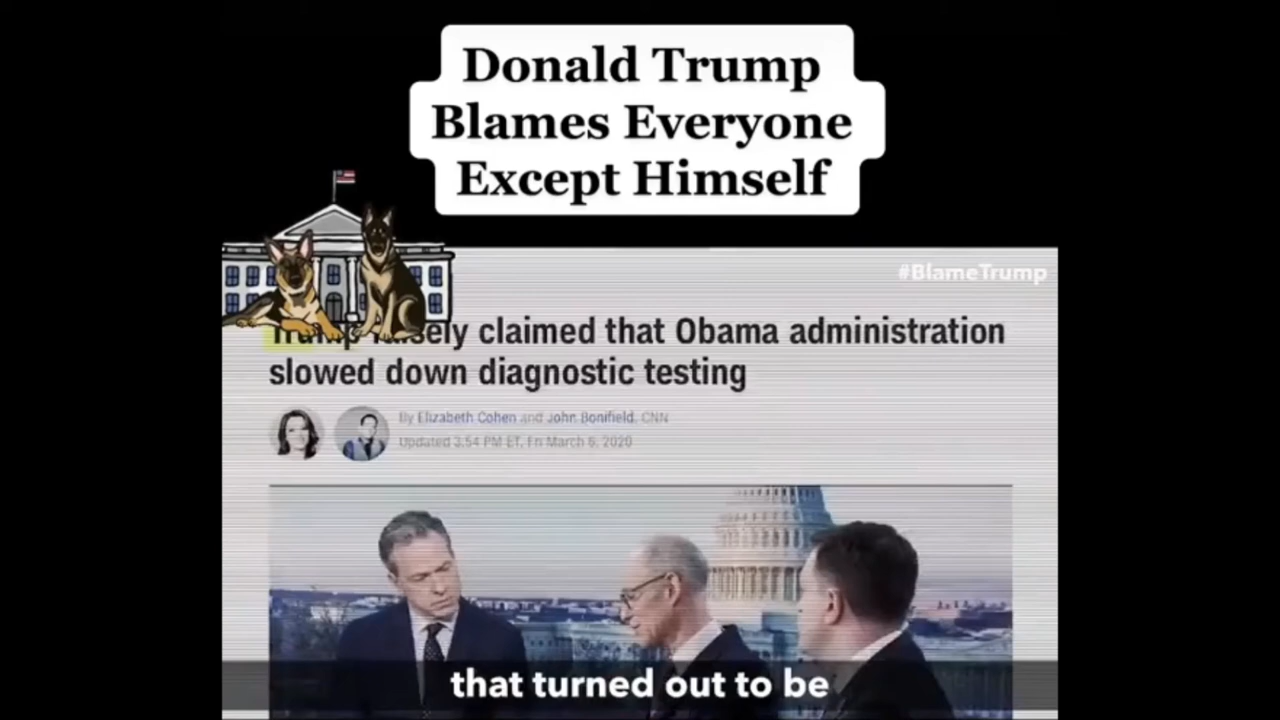 Donald Trump
Blames Everyone
Except Himself
#BlameTrump
claimed that Obama administration
slowed down diagnostic testing
By Elizabeth Cohen and John Bonifield, CNN
Updated 3:54 PM ET, Fri March 6, 2020
that turned out to be